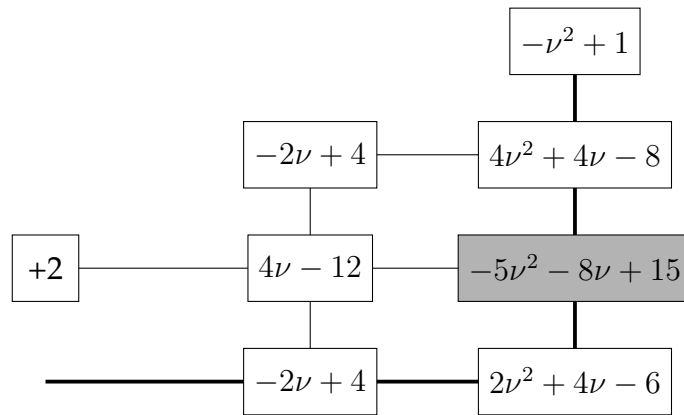 −ν² + 1
−2ν + 4 4ν² + 4ν − 8
+2 4ν − 12 −5ν² − 8ν + 15
−2ν + 4 2ν² + 4ν − 6